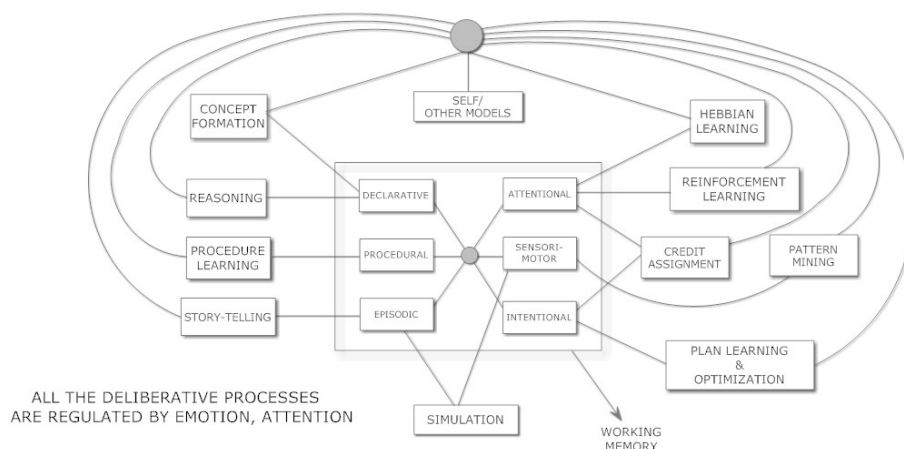 CONCEPT
FORMATION
SELF/
OTHER MODELS
HEBBIAN
LEARNING
REASONING
DECLARATIVE
ATTENTIONAL
REINFORCEMENT
LEARNING
PROCEDURE
LEARNING
PROCEDURAL
SENSORI-
MOTOR
CREDIT
ASSIGNMENT
PATTERN
MINING
STORY-TELLING
EPISODIC
INTENTIONAL
PLAN LEARNING
&
OPTIMIZATION
ALL THE DELIBERATIVE PROCESSES
ARE REGULATED BY EMOTION, ATTENTION
SIMULATION
WORKING
MEMORY